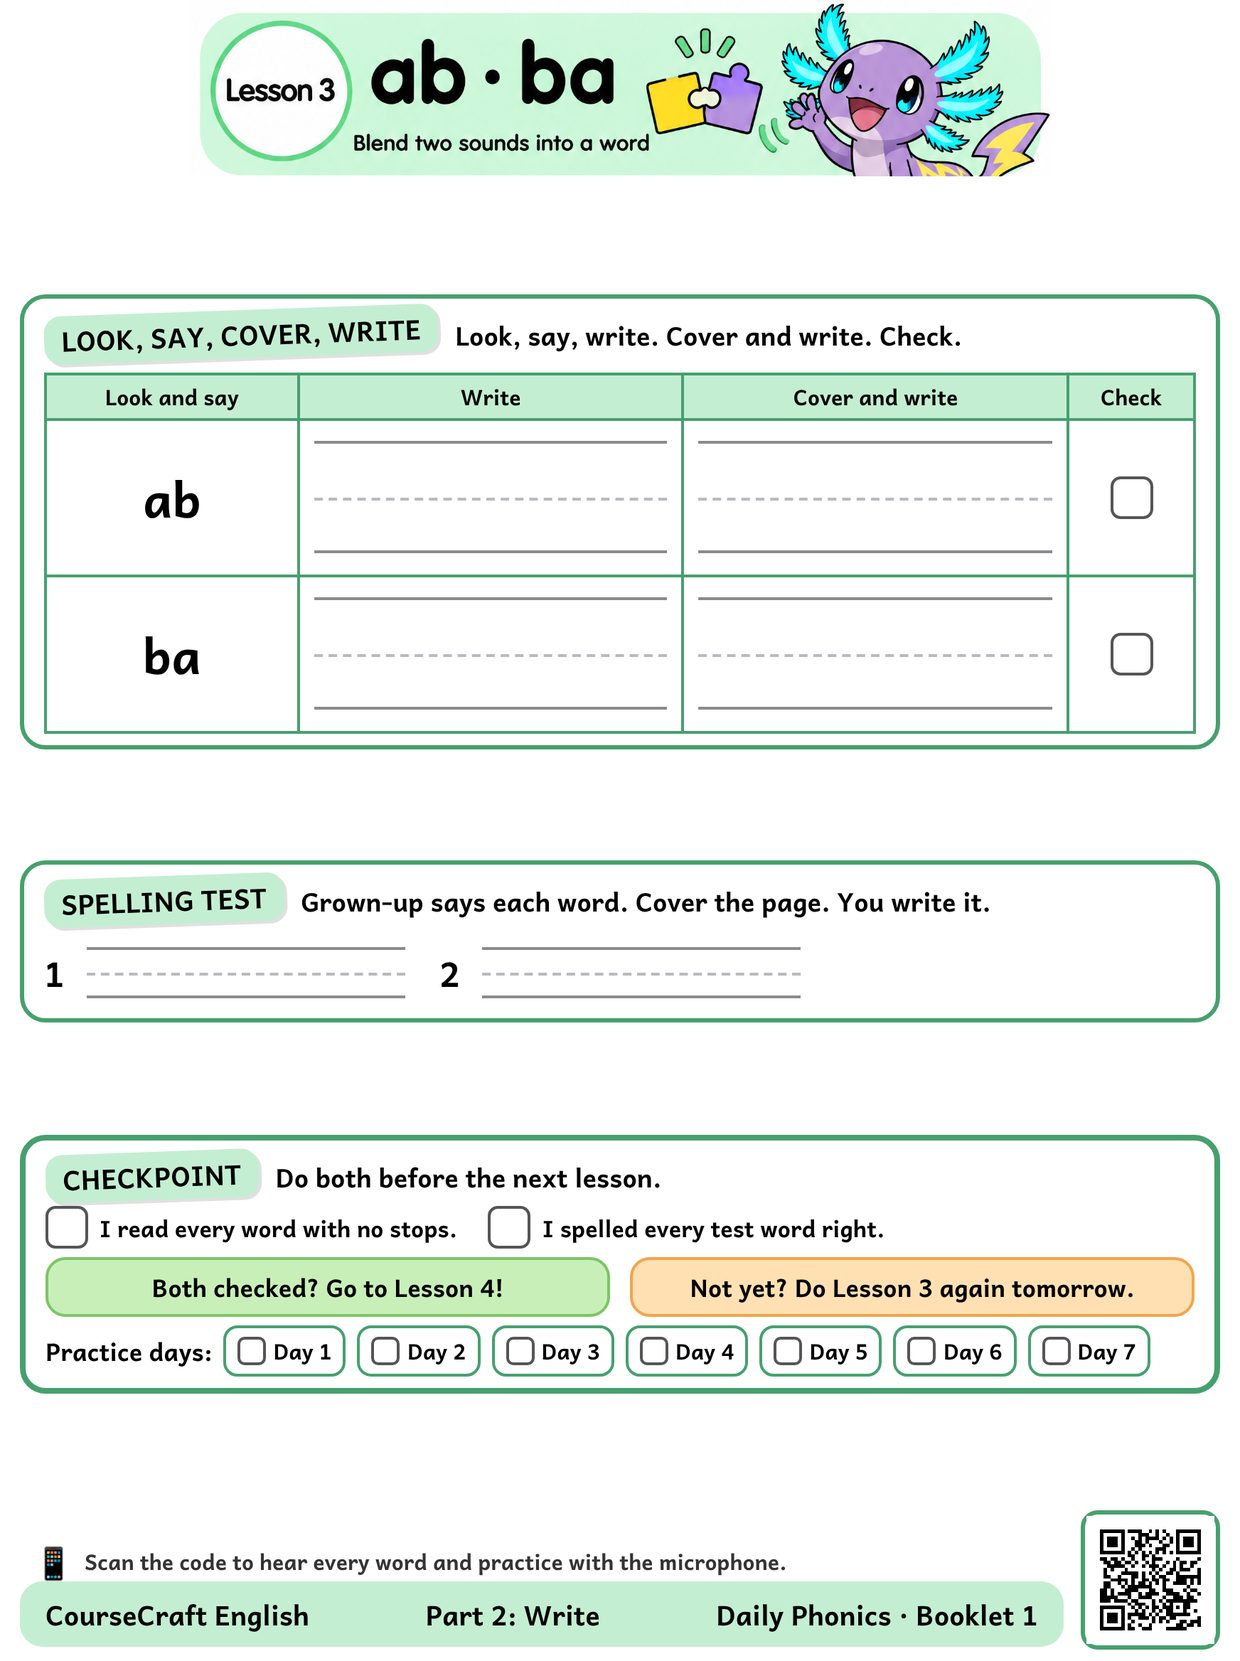 Lesson 3
ab · ba
Blend two sounds into a word
LOOK, SAY, COVER, WRITE Look, say, write. Cover and write. Check.
Look and say Write Cover and write Check
ab
ba
SPELLING TEST Grown-up says each word. Cover the page. You write it.
1 2
CHECKPOINT Do both before the next lesson.
I read every word with no stops. I spelled every test word right.
Both checked? Go to Lesson 4! Not yet? Do Lesson 3 again tomorrow.
Practice days: Day 1 Day 2 Day 3 Day 4 Day 5 Day 6 Day 7
Scan the code to hear every word and practice with the microphone.
CourseCraft English Part 2: Write Daily Phonics · Booklet 1